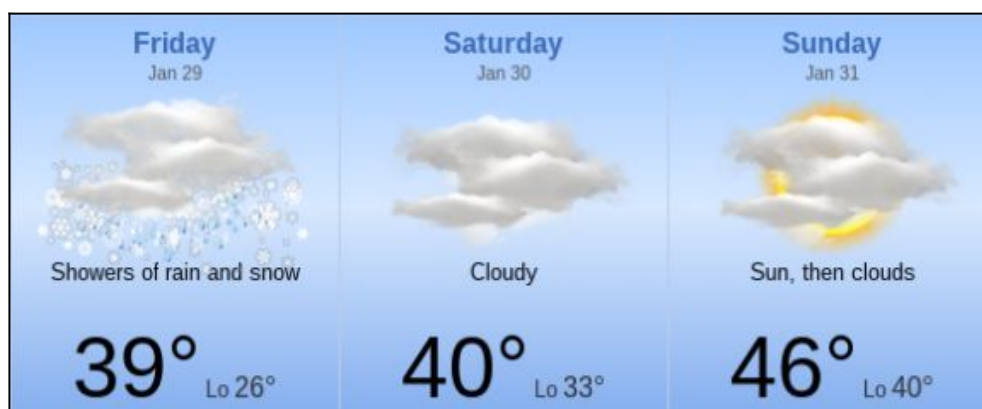 Friday
Jan 29
Showers of rain and snow
39° Lo 26°
Saturday
Jan 30
Cloudy
40° Lo 33°
Sunday
Jan 31
Sun, then clouds
46° Lo 40°